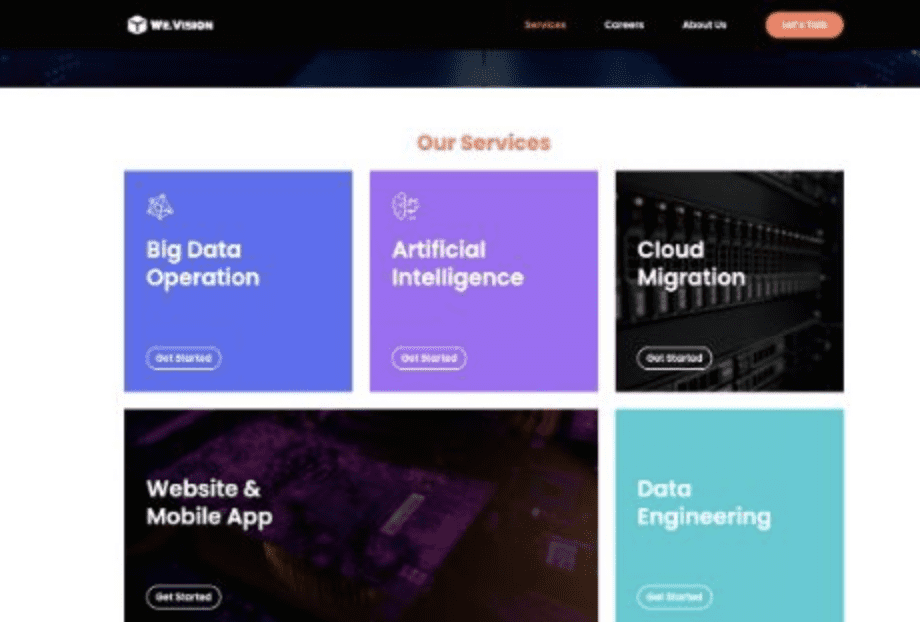 We.Vision
Services Careers About Us Let's Talk
Our Services
Big Data
Operation
Get Started
Artificial
Intelligence
Get Started
Cloud
Migration
Get Started
Website &
Mobile App
Get Started
Data
Engineering
Get Started